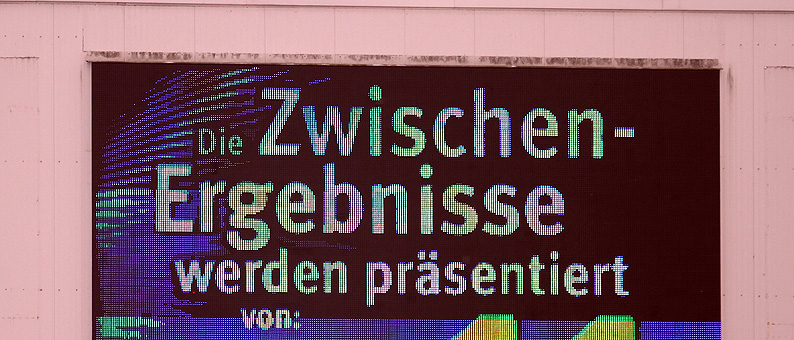 Die Zwischen-
Ergebnisse
werden präsentiert
von: